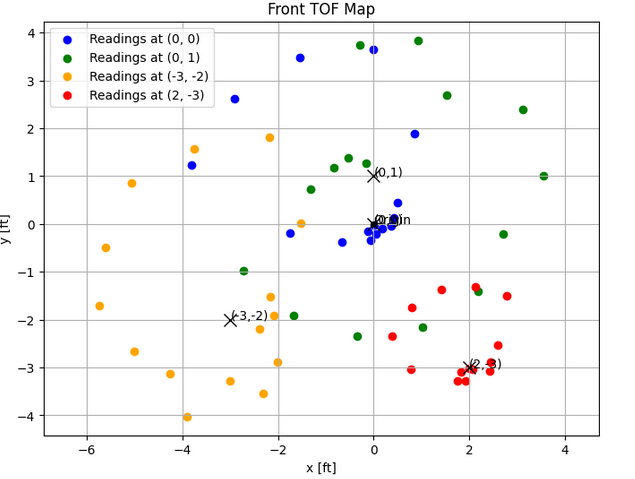 Front TOF Map
Readings at (0, 0)
Readings at (0, 1)
Readings at (-3, -2)
Readings at (2, -3)
y [ft]
4
3
2
1
0
−1
−2
−3
−4
(0,1)
(-3,-2)
(2,-3)
−6
−4
−2
0
2
4
x [ft]